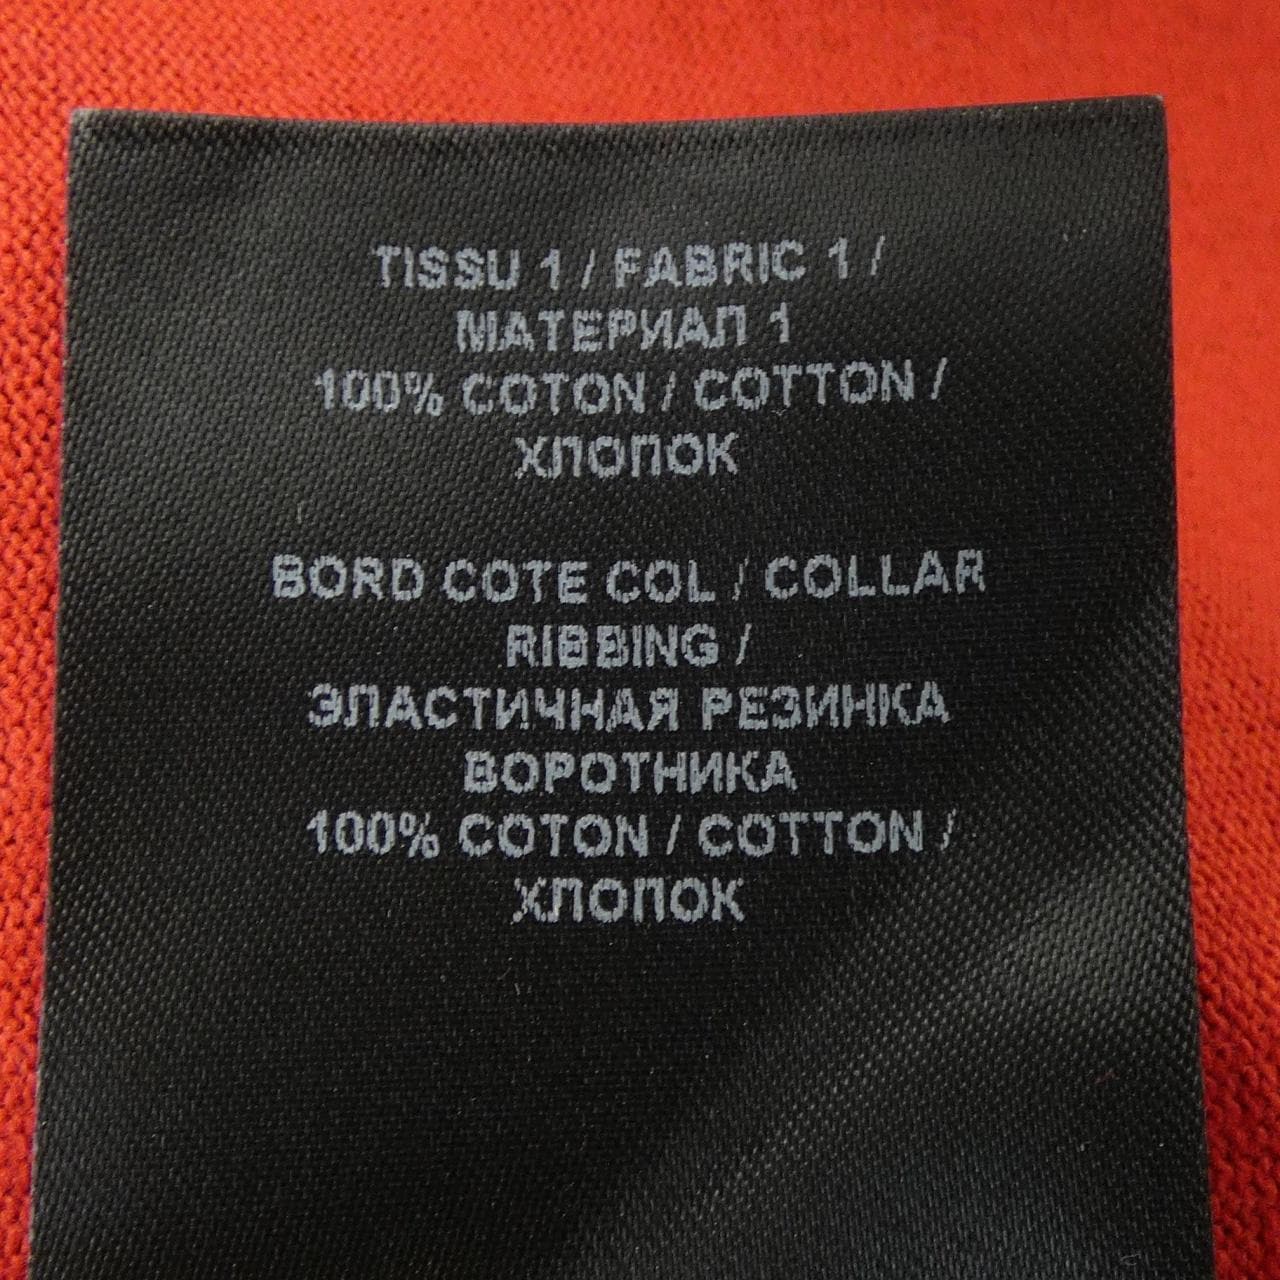 TISSU 1 / FABRIC 1 /
МАТЕРИАЛ 1
100% COTON / COTTON /
ХЛОПОК
BORD COTE COL / COLLAR
RIBBING /
ЭЛАСТИЧНАЯ РЕЗИНКА
ВОРОТНИКА
100% COTON / COTTON /
ХЛОПОК